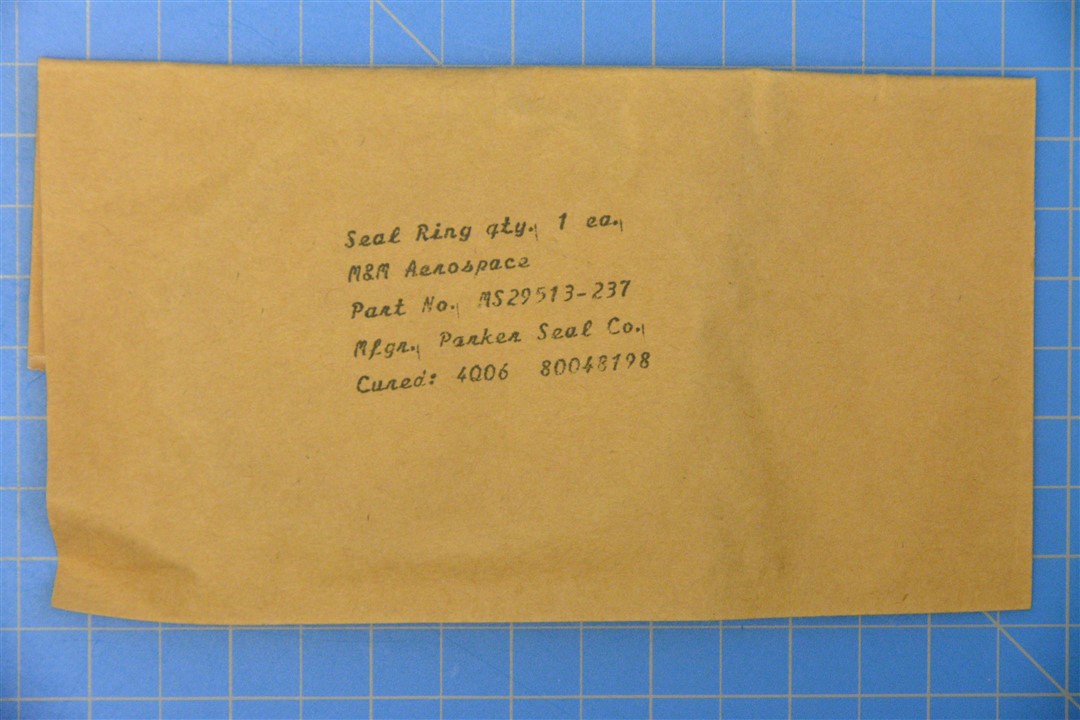 Seal Ring qty. 1 ea.
M&M Aerospace
Part No. MS29513-237
Mfgr. Parker Seal Co.
Cured: 4Q06 80048198